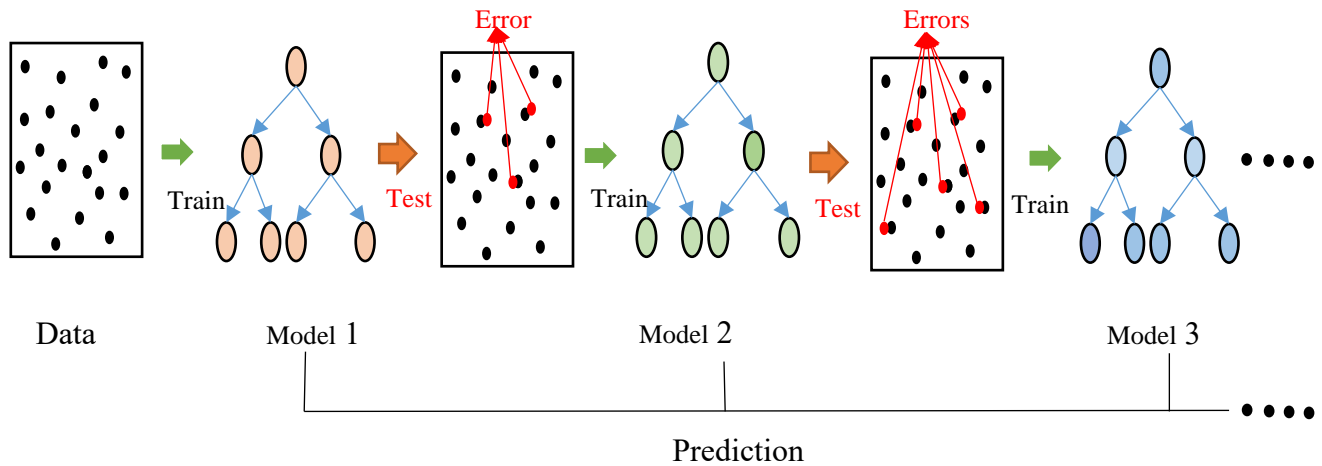 Error
Errors
Train
Test
Train
Test
Train
Data
Model 1
Model 2
Model 3
Prediction